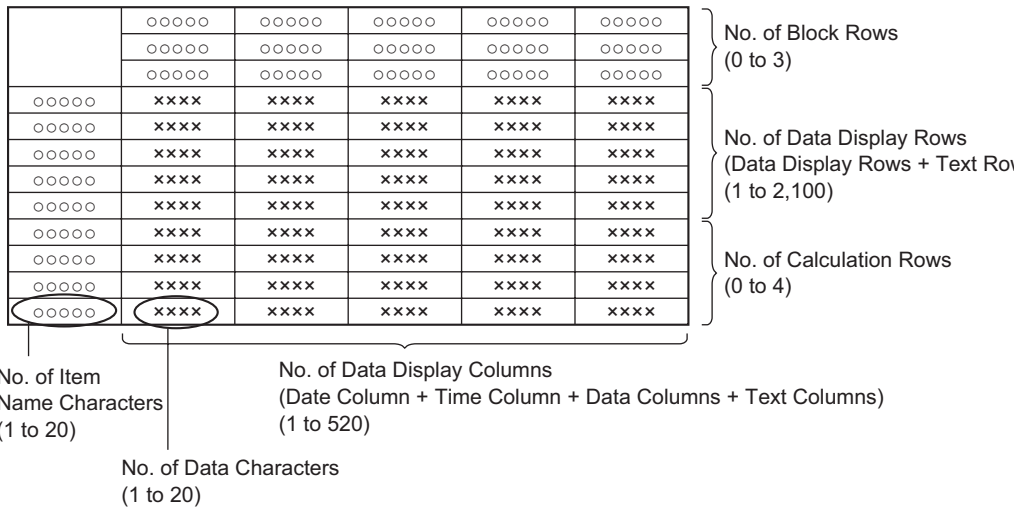 ○○○○○ ○○○○○ ○○○○○ ○○○○○ ○○○○○
○○○○○ ○○○○○ ○○○○○ ○○○○○ ○○○○○
○○○○○ ○○○○○ ○○○○○ ○○○○○ ○○○○○
No. of Block Rows
(0 to 3)
○○○○○ ×××× ×××× ×××× ×××× ××××
○○○○○ ×××× ×××× ×××× ×××× ××××
○○○○○ ×××× ×××× ×××× ×××× ××××
○○○○○ ×××× ×××× ×××× ×××× ××××
○○○○○ ×××× ×××× ×××× ×××× ××××
No. of Data Display Rows
(Data Display Rows + Text Row
(1 to 2,100)
○○○○○ ×××× ×××× ×××× ×××× ××××
○○○○○ ×××× ×××× ×××× ×××× ××××
○○○○○ ×××× ×××× ×××× ×××× ××××
○○○○○ ×××× ×××× ×××× ×××× ××××
No. of Calculation Rows
(0 to 4)
No. of Item
Name Characters
(1 to 20)
No. of Data Display Columns
(Date Column + Time Column + Data Columns + Text Columns)
(1 to 520)
No. of Data Characters
(1 to 20)